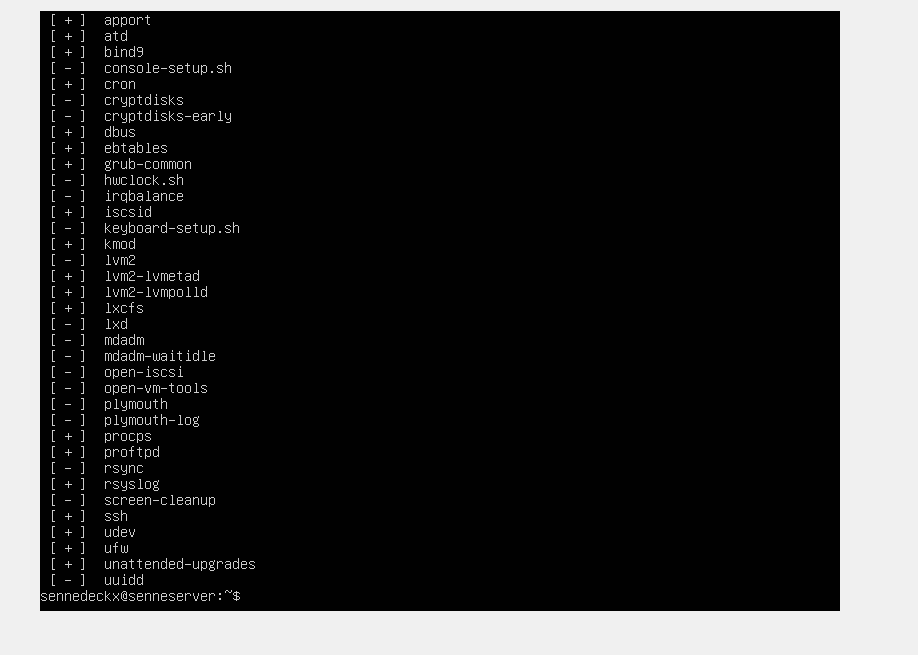 [ + ]  apport
[ + ]  atd
[ + ]  bind9
[ - ]  console-setup.sh
[ + ]  cron
[ - ]  cryptdisks
[ - ]  cryptdisks-early
[ + ]  dbus
[ + ]  ebtables
[ + ]  grub-common
[ - ]  hwclock.sh
[ - ]  irqbalance
[ + ]  iscsid
[ - ]  keyboard-setup.sh
[ + ]  kmod
[ - ]  lvm2
[ + ]  lvm2-lvmetad
[ + ]  lvm2-lvmpolld
[ + ]  lxcfs
[ - ]  lxd
[ - ]  mdadm
[ - ]  mdadm-waitidle
[ - ]  open-iscsi
[ - ]  open-vm-tools
[ - ]  plymouth
[ - ]  plymouth-log
[ + ]  procps
[ + ]  proftpd
[ - ]  rsync
[ + ]  rsyslog
[ - ]  screen-cleanup
[ + ]  ssh
[ + ]  udev
[ + ]  ufw
[ + ]  unattended-upgrades
[ - ]  uuidd
sennedeckx@senneserver:~$